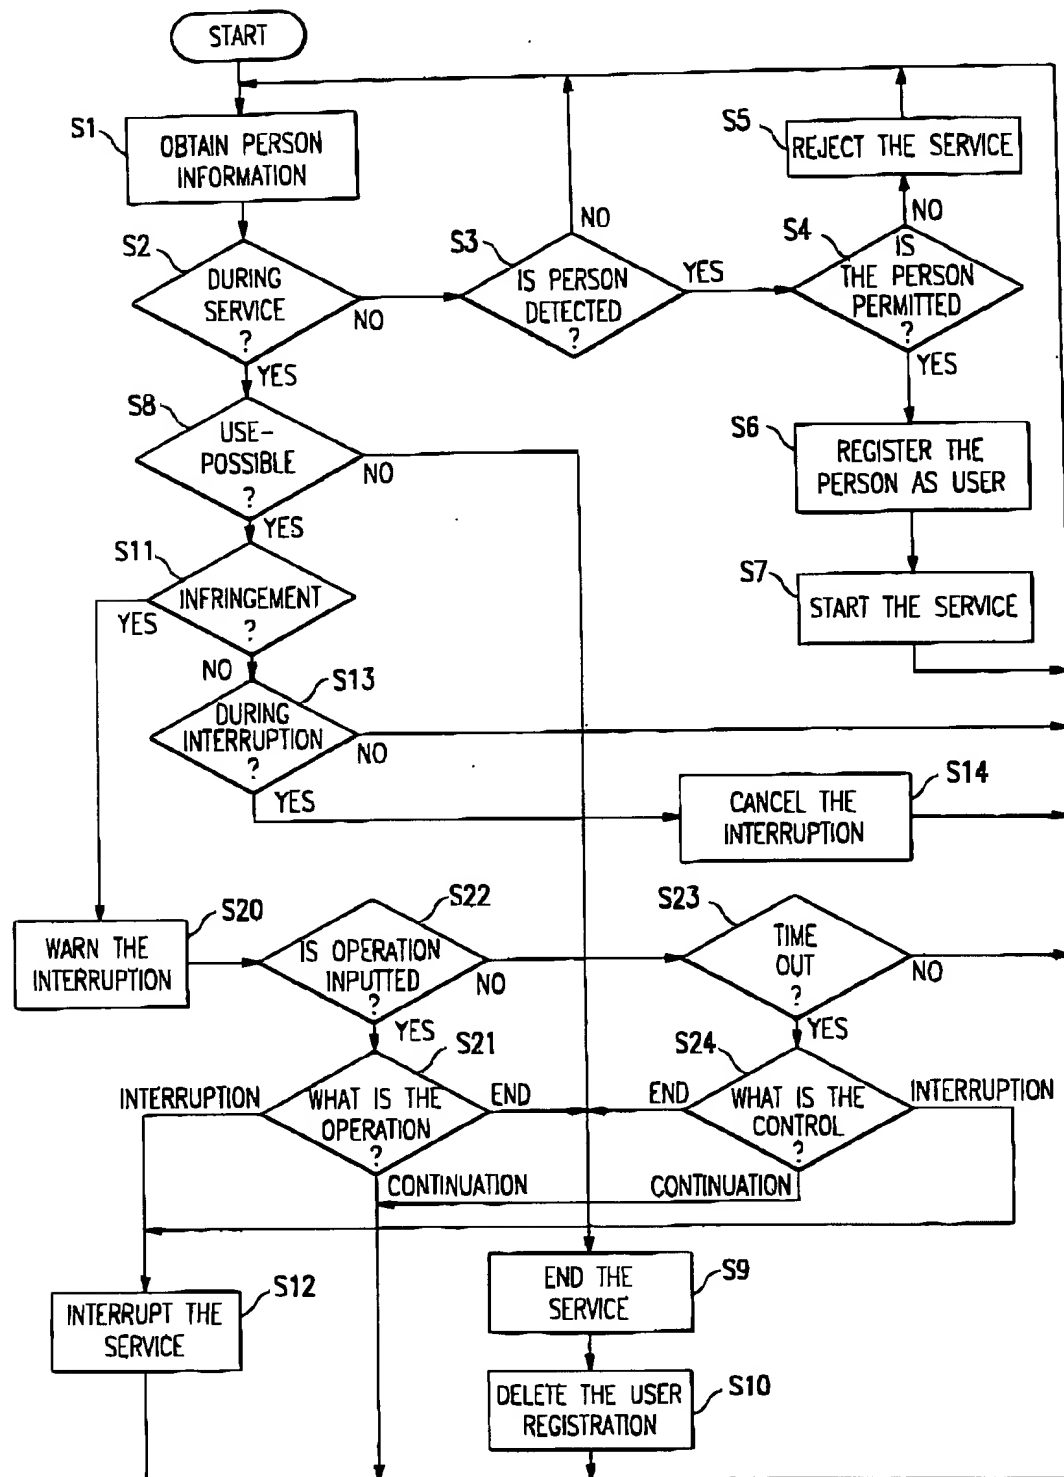 START
S1
OBTAIN PERSON
INFORMATION
S5
REJECT THE SERVICE
NO
NO
S2
DURING
SERVICE
?
NO
YES
S3
IS PERSON
DETECTED
?
YES
S4
IS
THE PERSON
PERMITTED
?
YES
S8
USE-
POSSIBLE
?
NO
YES
S6
REGISTER THE
PERSON AS USER
S11
INFRINGEMENT
?
YES
NO
S7
START THE SERVICE
S13
DURING
INTERRUPTION
?
NO
YES
S14
CANCEL THE
INTERRUPTION
S20
WARN THE
INTERRUPTION
S22
IS OPERATION
INPUTTED
?
NO
YES
S23
TIME
OUT
?
NO
YES
S21
WHAT IS THE
OPERATION
?
INTERRUPTION
END
CONTINUATION
S24
WHAT IS THE
CONTROL
?
END
INTERRUPTION
CONTINUATION
S9
END THE
SERVICE
S12
INTERRUPT THE
SERVICE
S10
DELETE THE USER
REGISTRATION